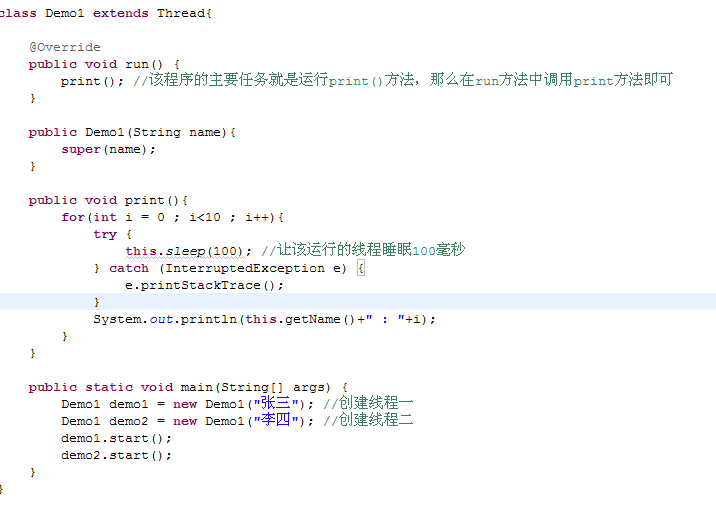 class Demo1 extends Thread{
@Override
public void run() {
print(); //该程序的主要任务就是运行print()方法，那么在run方法中调用print方法即可
}
public Demo1(String name){
super(name);
}
public void print(){
for(int i = 0 ; i<10 ; i++){
try {
this.sleep(100); //让该运行的线程睡眠100毫秒
} catch (InterruptedException e) {
e.printStackTrace();
}
System.out.println(this.getName()+" : "+i);
}
}
public static void main(String[] args) {
Demo1 demo1 = new Demo1("张三"); //创建线程一
Demo1 demo2 = new Demo1("李四"); //创建线程二
demo1.start();
demo2.start();
}
}